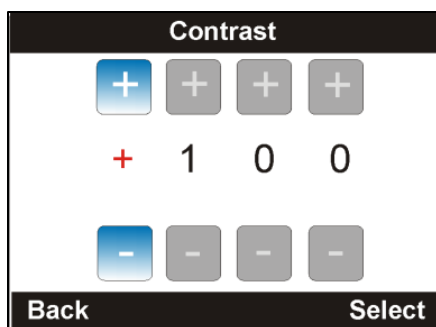 Contrast
+ + + +
+ 1 0 0
- - - -
Back Select